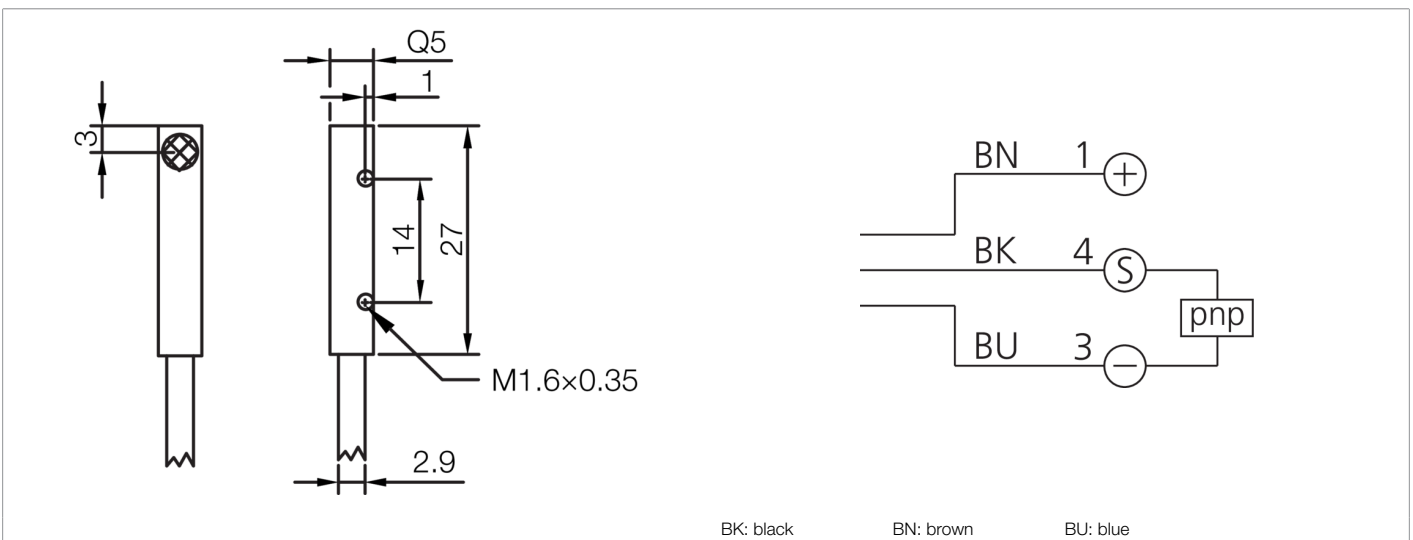 Q5
1
3
14
27
M1.6×0.35
2.9
BN 1
+
BK 4
S
pnp
BU 3
−
BK: black BN: brown BU: blue